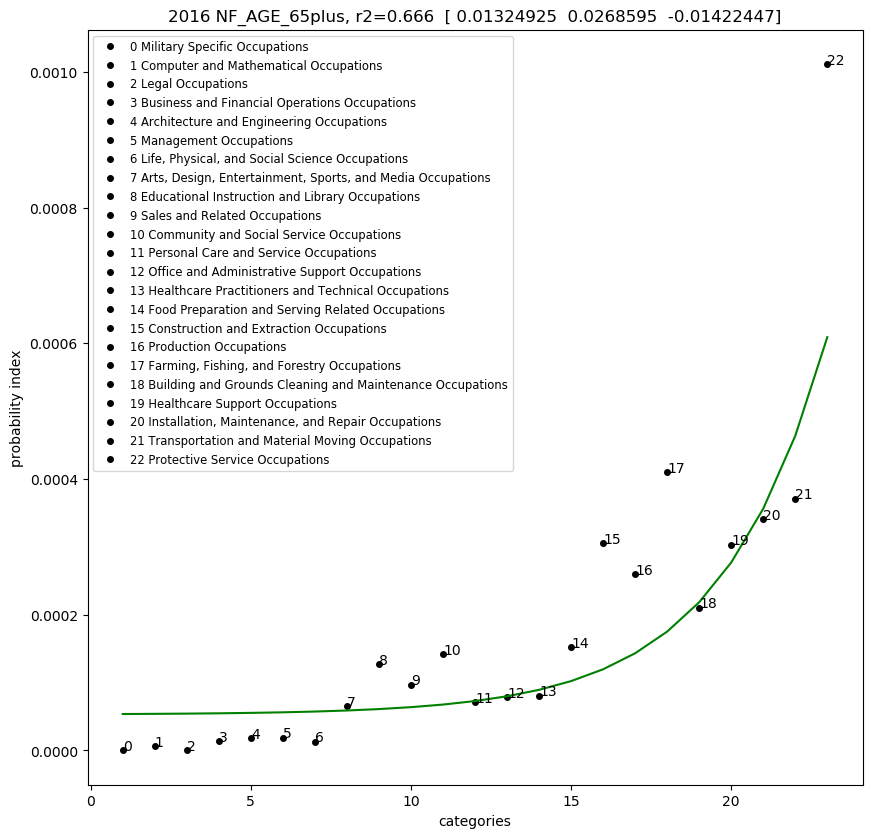 2016 NF_AGE_65plus, r2=0.666  [ 0.01324925  0.0268595  -0.01422447]
0 Military Specific Occupations
1 Computer and Mathematical Occupations
2 Legal Occupations
3 Business and Financial Operations Occupations
4 Architecture and Engineering Occupations
5 Management Occupations
6 Life, Physical, and Social Science Occupations
7 Arts, Design, Entertainment, Sports, and Media Occupations
8 Educational Instruction and Library Occupations
9 Sales and Related Occupations
10 Community and Social Service Occupations
11 Personal Care and Service Occupations
12 Office and Administrative Support Occupations
13 Healthcare Practitioners and Technical Occupations
14 Food Preparation and Serving Related Occupations
15 Construction and Extraction Occupations
16 Production Occupations
17 Farming, Fishing, and Forestry Occupations
18 Building and Grounds Cleaning and Maintenance Occupations
19 Healthcare Support Occupations
20 Installation, Maintenance, and Repair Occupations
21 Transportation and Material Moving Occupations
22 Protective Service Occupations
probability index
0.0010
0.0008
0.0006
0.0004
0.0002
0.0000
0
1
2
3
4
5
6
7
8
9
10
11
12
13
14
15
16
17
18
19
20
21
22
0
5
10
15
20
categories